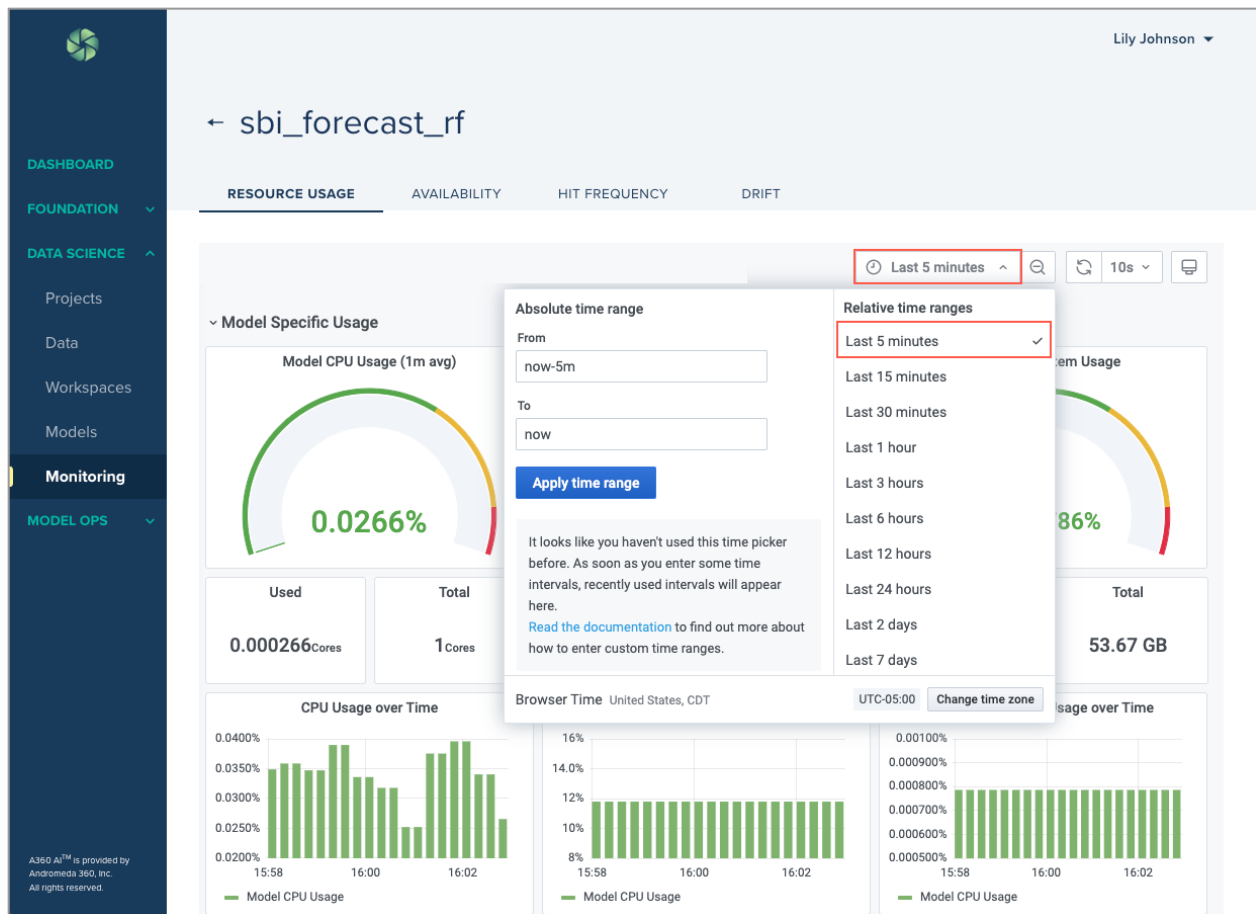 Lily Johnson
← sbi_forecast_rf
DASHBOARD
FOUNDATION
DATA SCIENCE
Projects
Data
Workspaces
Models
Monitoring
MODEL OPS
A360 AI™ is provided by
Andromeda 360, Inc.
All rights reserved.
RESOURCE USAGE AVAILABILITY HIT FREQUENCY DRIFT
Last 5 minutes 10s
Model Specific Usage
Model CPU Usage (1m avg)
0.0266%
Used
0.000266Cores
Total
1Cores
Absolute time range
From
now-5m
To
now
Apply time range
It looks like you haven't used this time picker
before. As soon as you enter some time
intervals, recently used intervals will appear
here.
Read the documentation to find out more about
how to enter custom time ranges.
Relative time ranges
Last 5 minutes
Last 15 minutes
Last 30 minutes
Last 1 hour
Last 3 hours
Last 6 hours
Last 12 hours
Last 24 hours
Last 2 days
Last 7 days
Browser Time United States, CDT UTC-05:00 Change time zone
em Usage
86%
Total
53.67 GB
CPU Usage over Time
0.0400%
0.0350%
0.0300%
0.0250%
0.0200%
15:58 16:00 16:02
Model CPU Usage
16%
14.0%
12%
10%
8%
15:58 16:00 16:02
Model CPU Usage
sage over Time
0.00100%
0.000900%
0.000800%
0.000700%
0.000600%
0.000500%
15:58 16:00 16:02
Model CPU Usage